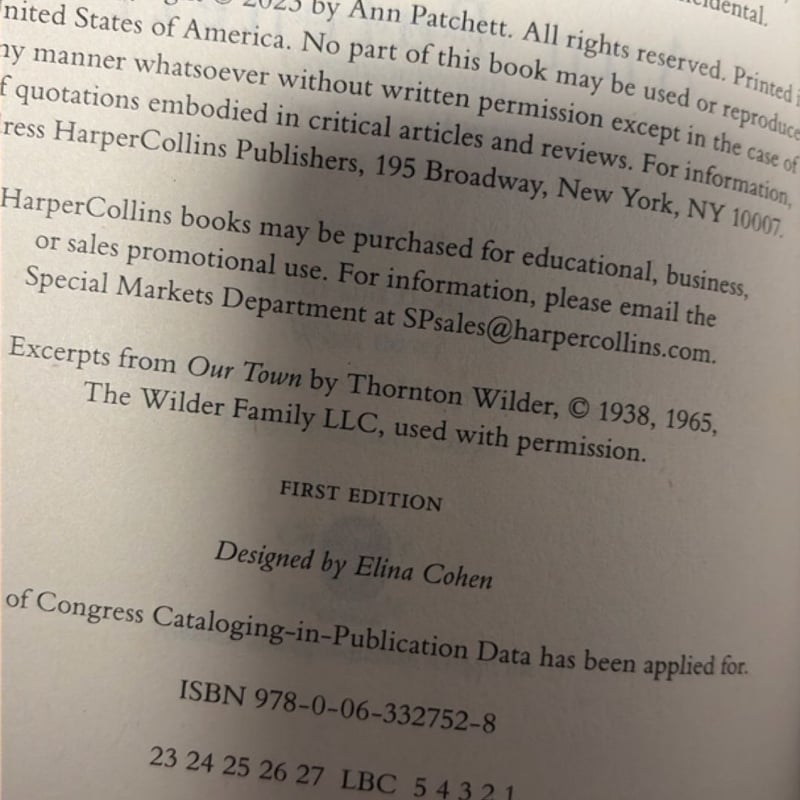 © 2023 by Ann Patchett. All rights reserved. Printed
United States of America. No part of this book may be used or reproduce
ny manner whatsoever without written permission except in the case of
f quotations embodied in critical articles and reviews. For information,
ress HarperCollins Publishers, 195 Broadway, New York, NY 10007.
HarperCollins books may be purchased for educational, business,
or sales promotional use. For information, please email the
Special Markets Department at SPsales@harpercollins.com.
Excerpts from Our Town by Thornton Wilder, © 1938, 1965,
The Wilder Family LLC, used with permission.
FIRST EDITION
Designed by Elina Cohen
of Congress Cataloging-in-Publication Data has been applied for.
ISBN 978-0-06-332752-8
23 24 25 26 27 LBC 5 4 3 2 1